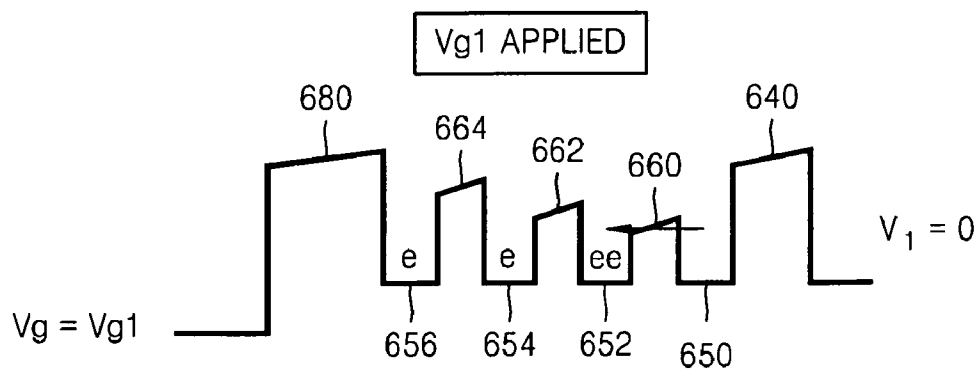 Vg1 APPLIED
680
664
662
660
640
V1 = 0
e
e
ee
Vg = Vg1
656
654
652
650